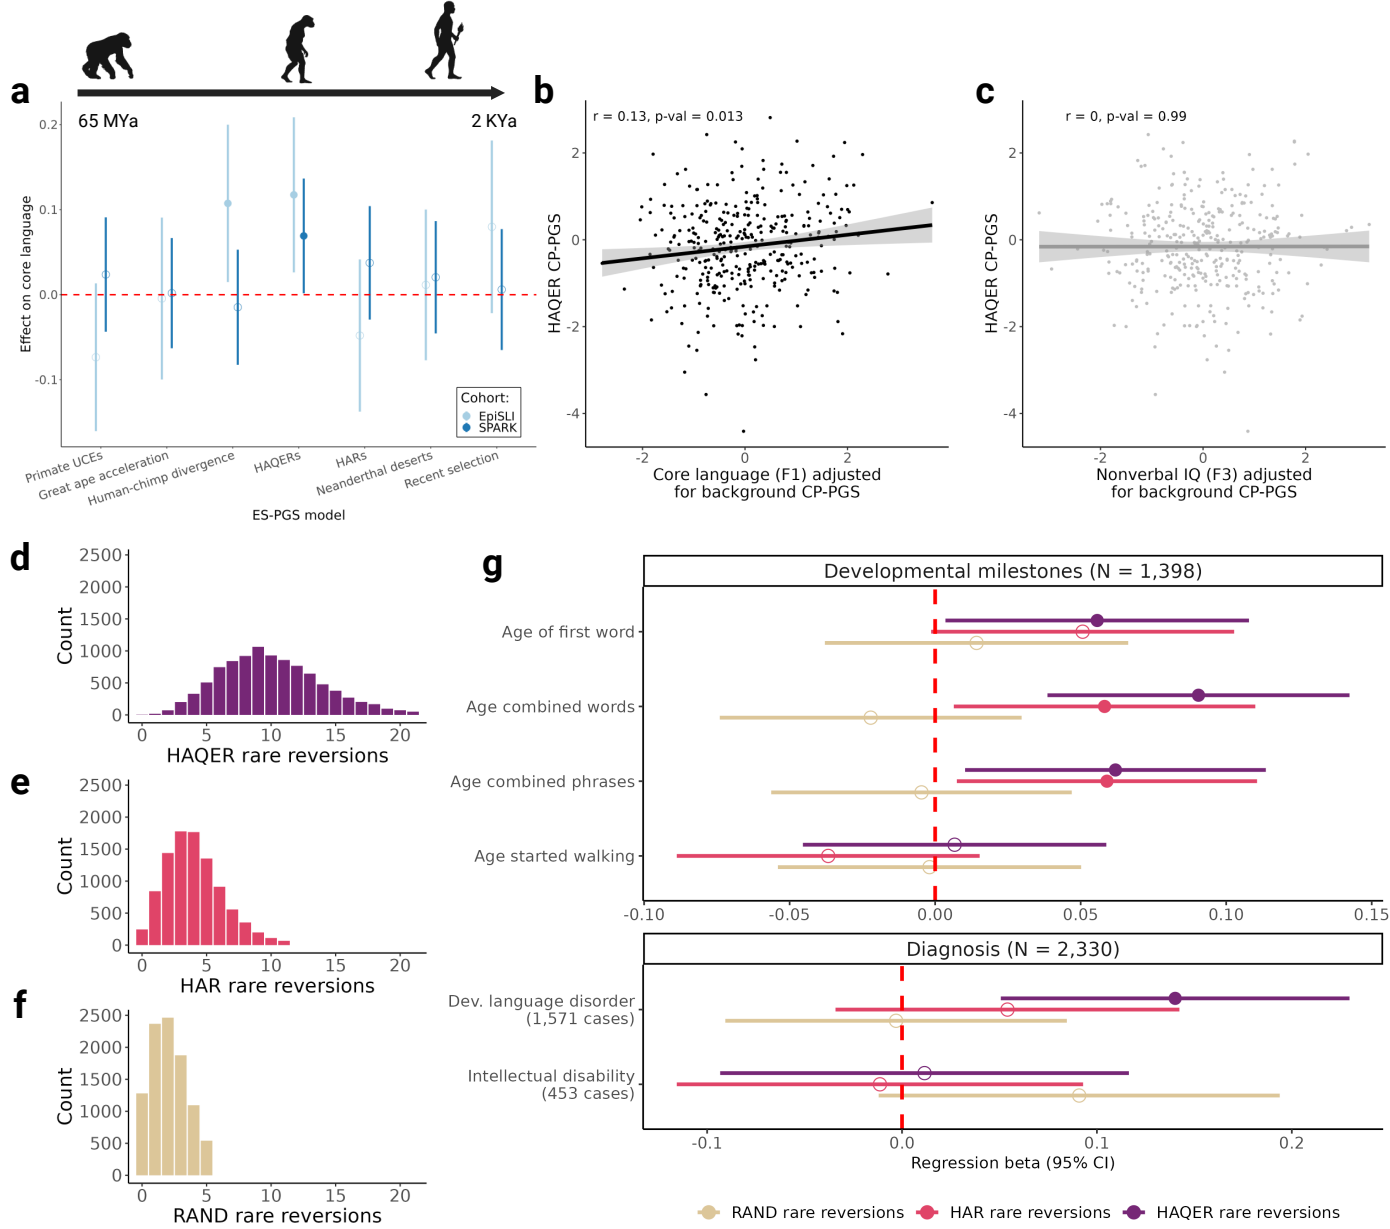 a
65 MYa
2 KYa
Effect on core language
0.2
0.1
0.0
-0.1
Cohort:
EpiSLI
SPARK
Primate UCEs
Great ape acceleration
Human-chimp divergence
HAQERs
HARs
Neanderthal deserts
Recent selection
ES-PGS model
b
r = 0.13, p-val = 0.013
HAQER CP-PGS
2
0
-2
-4
-2
0
2
Core language (F1) adjusted
for background CP-PGS
c
r = 0, p-val = 0.99
HAQER CP-PGS
2
0
-2
-4
-2
0
2
Nonverbal IQ (F3) adjusted
for background CP-PGS
d
Count
2500
2000
1500
1000
500
0
0 5 10 15 20
HAQER rare reversions
e
Count
2500
2000
1500
1000
500
0
0 5 10 15 20
HAR rare reversions
f
Count
2500
2000
1500
1000
500
0
0 5 10 15 20
RAND rare reversions
g
Developmental milestones (N = 1,398)
Age of first word
Age combined words
Age combined phrases
Age started walking
-0.10 -0.05 0.00 0.05 0.10 0.15
Diagnosis (N = 2,330)
Dev. language disorder
(1,571 cases)
Intellectual disability
(453 cases)
-0.1 0.0 0.1 0.2
Regression beta (95% CI)
RAND rare reversions HAR rare reversions HAQER rare reversions